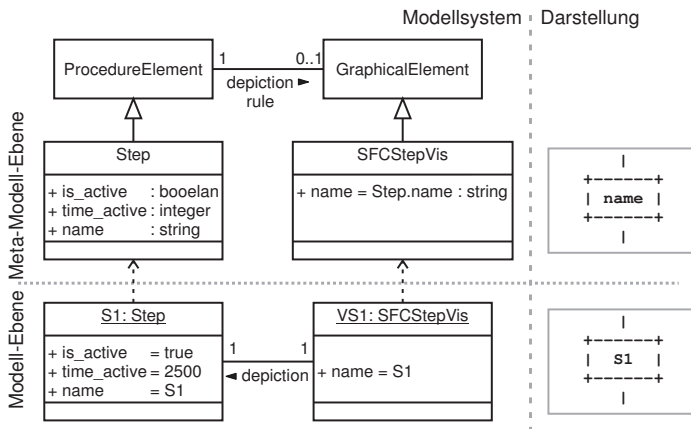 Modellsystem
Darstellung
Meta-Modell-Ebene
ProcedureElement
1
0..1
depiction
rule
GraphicalElement
Step
+ is_active : booelan
+ time_active : integer
+ name : string
SFCStepVis
+ name = Step.name : string
name
Modell-Ebene
S1: Step
+ is_active = true
+ time_active = 2500
+ name = S1
1
1
depiction
VS1: SFCStepVis
+ name = S1
S1